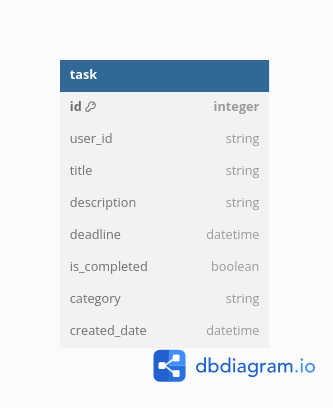 task
id integer
user_id string
title string
description string
deadline datetime
is_completed boolean
category string
created_date datetime
dbdiagram.io